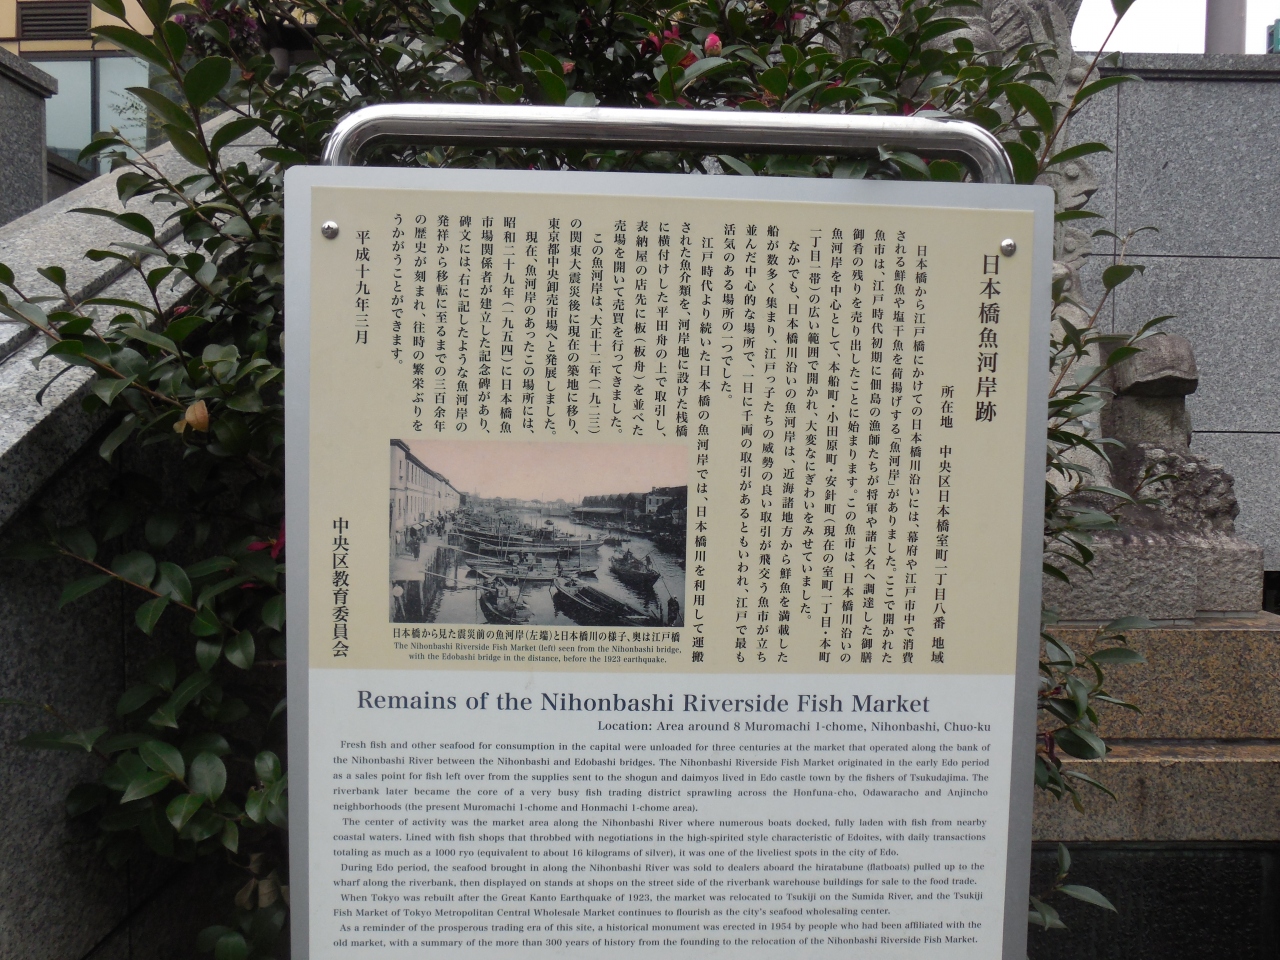 日本橋魚河岸跡
所在地　中央区日本橋室町一丁目八番 地域
日本橋から江戸橋にかけての日本橋川沿いには、幕府や江戸市中で消費
される鮮魚や塩干魚を荷揚げする「魚河岸」がありました。ここで開かれた
魚市は、江戸時代初期に佃島の漁師たちが将軍や諸大名へ調達した御膳
御肴の残りを売り出したことに始まります。この魚市は、日本橋川沿いの
魚河岸を中心として、本船町・小田原町・安針町（現在の室町一丁目・本町
一丁目一帯）の広い範囲で開かれ、大変なにぎわいをみせていました。
なかでも、日本橋川沿いの魚河岸は、近海諸地方から鮮魚を満載した
船が数多く集まり、江戸っ子たちの威勢の良い取引が飛交う魚市が立ち
並んだ中心的な場所で、一日に千両の取引があるともいわれ、江戸で最も
活気のある場所の一つでした。
江戸時代より続いた日本橋の魚河岸では、日本橋川を利用して運搬
された魚介類を、河岸地に設けた桟橋
に横付けした平田舟の上で取引し、
表納屋の店先に板（板舟）を並べた
売場を開いて売買を行ってきました。
この魚河岸は、大正十二年（一九二三）
の関東大震災後に現在の築地に移り、
東京都中央卸売市場へと発展しました。
現在、魚河岸のあったこの場所には、
昭和二十九年（一九五四）に日本橋魚
市場関係者が建立した記念碑があり、
碑文には、右に記したような魚河岸の
発祥から移転に至るまでの三百余年
の歴史が刻まれ、往時の繁栄ぶりを
うかがうことができます。
平成十九年三月
中央区教育委員会
日本橋から見た震災前の魚河岸（左端）と日本橋川の様子、奥は江戸橋
The Nihonbashi Riverside Fish Market (left) seen from the Nihonbashi bridge,
with the Edobashi bridge in the distance, before the 1923 earthquake.
Remains of the Nihonbashi Riverside Fish Market
Location: Area around 8 Muromachi 1-chome, Nihonbashi, Chuo-ku
Fresh fish and other seafood for consumption in the capital were unloaded for three centuries at the market that operated along the bank of
the Nihonbashi River between the Nihonbashi and Edobashi bridges. The Nihonbashi Riverside Fish Market originated in the early Edo period
as a sales point for fish left over from the supplies sent to the shogun and daimyos lived in Edo castle town by the fishers of Tsukudajima. The
riverbank later became the core of a very busy fish trading district sprawling across the Honfuna-cho, Odawaracho and Anjincho
neighborhoods (the present Muromachi 1-chome and Honmachi 1-chome area).
The center of activity was the market area along the Nihonbashi River where numerous boats docked, fully laden with fish from nearby
coastal waters. Lined with fish shops that throbbed with negotiations in the high-spirited style characteristic of Edoites, with daily transactions
totaling as much as a 1000 ryo (equivalent to about 16 kilograms of silver), it was one of the liveliest spots in the city of Edo.
During Edo period, the seafood brought in along the Nihonbashi River was sold to dealers aboard the hiratabune (flatboats) pulled up to the
wharf along the riverbank, then displayed on stands at shops on the street side of the riverbank warehouse buildings for sale to the food trade.
When Tokyo was rebuilt after the Great Kanto Earthquake of 1923, the market was relocated to Tsukiji on the Sumida River, and the Tsukiji
Fish Market of Tokyo Metropolitan Central Wholesale Market continues to flourish as the city's seafood wholesaling center.
As a reminder of the prosperous trading era of this site, a historical monument was erected in 1954 by people who had been affiliated with the
old market, with a summary of the more than 300 years of history from the founding to the relocation of the Nihonbashi Riverside Fish Market.